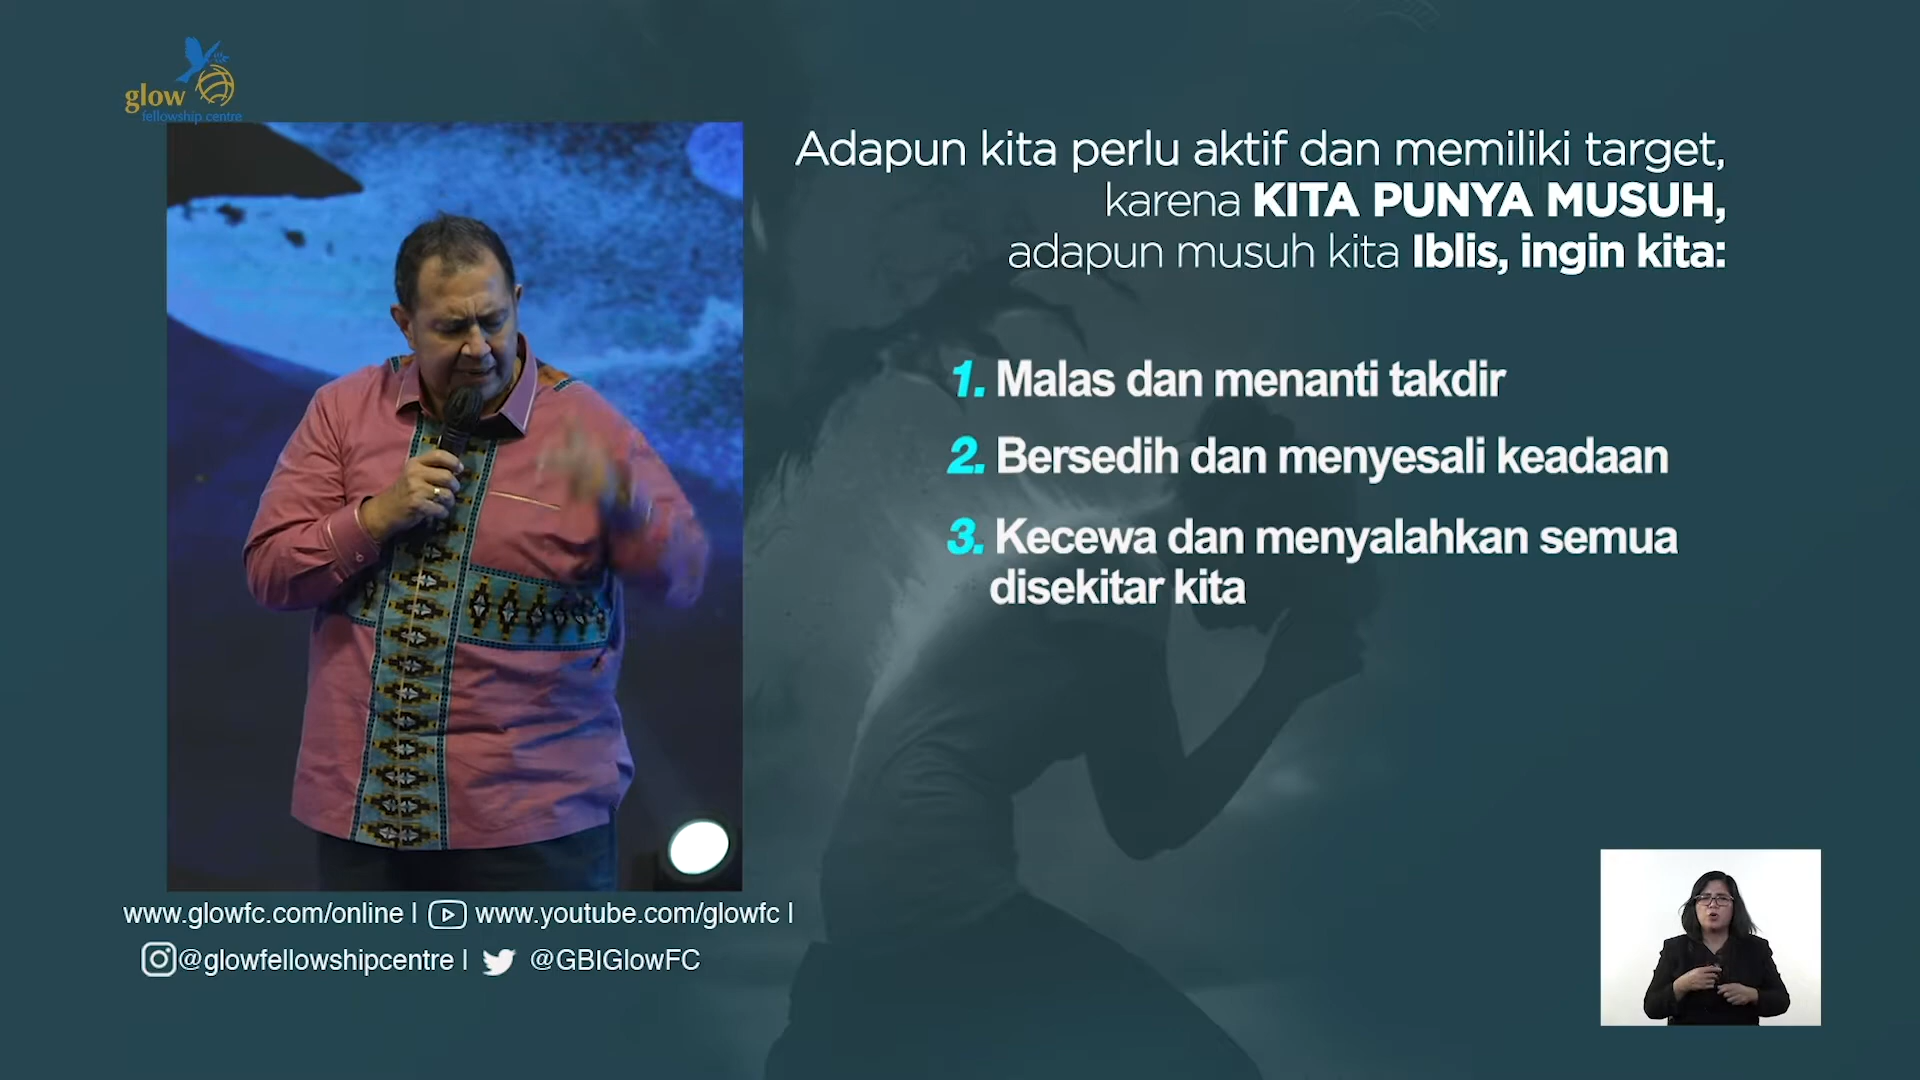 glow
fellowship centre
Adapun kita perlu aktif dan memiliki target,
karena KITA PUNYA MUSUH,
adapun musuh kita Iblis, ingin kita:
1. Malas dan menanti takdir
2. Bersedih dan menyesali keadaan
3. Kecewa dan menyalahkan semua
disekitar kita
www.glowfc.com/online | www.youtube.com/glowfc |
@glowfellowshipcentre | @GBIGlowFC